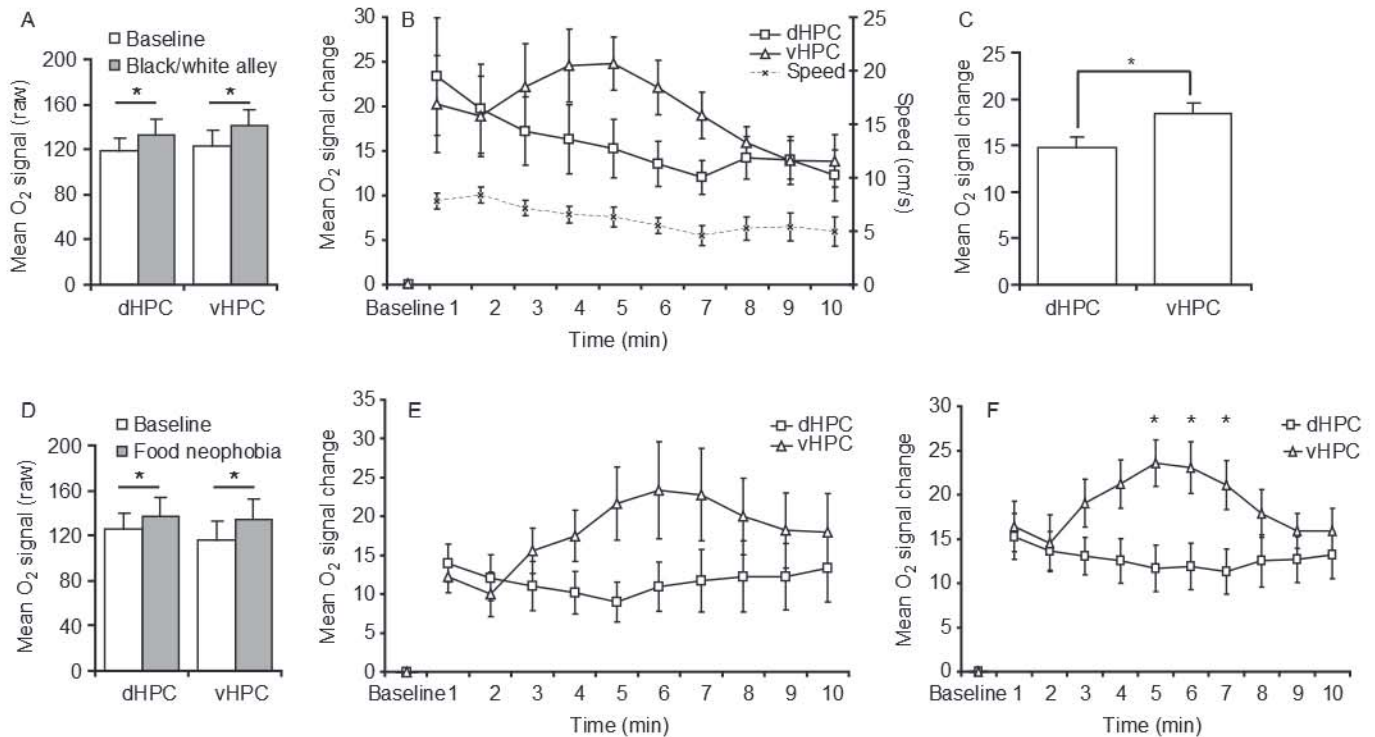 A
Baseline
Black/white alley
Mean O2 signal (raw)
200
160
120
80
40
0
*
*
dHPC
vHPC
B
Mean O2 signal change
30
25
20
15
10
5
0
dHPC
vHPC
Speed
25
20
15
10
5
0
Speed (cm/s)
Baseline 1 2 3 4 5 6 7 8 9 10
Time (min)
C
Mean O2 signal change
25
20
15
10
5
0
*
dHPC
vHPC
D
Baseline
Food neophobia
Mean O2 signal (raw)
200
160
120
80
40
0
*
*
dHPC
vHPC
E
Mean O2 signal change
35
30
25
20
15
10
5
0
dHPC
vHPC
Baseline 1 2 3 4 5 6 7 8 9 10
Time (min)
F
Mean O2 signal change
30
25
20
15
10
5
0
* * *
dHPC
vHPC
Baseline 1 2 3 4 5 6 7 8 9 10
Time (min)